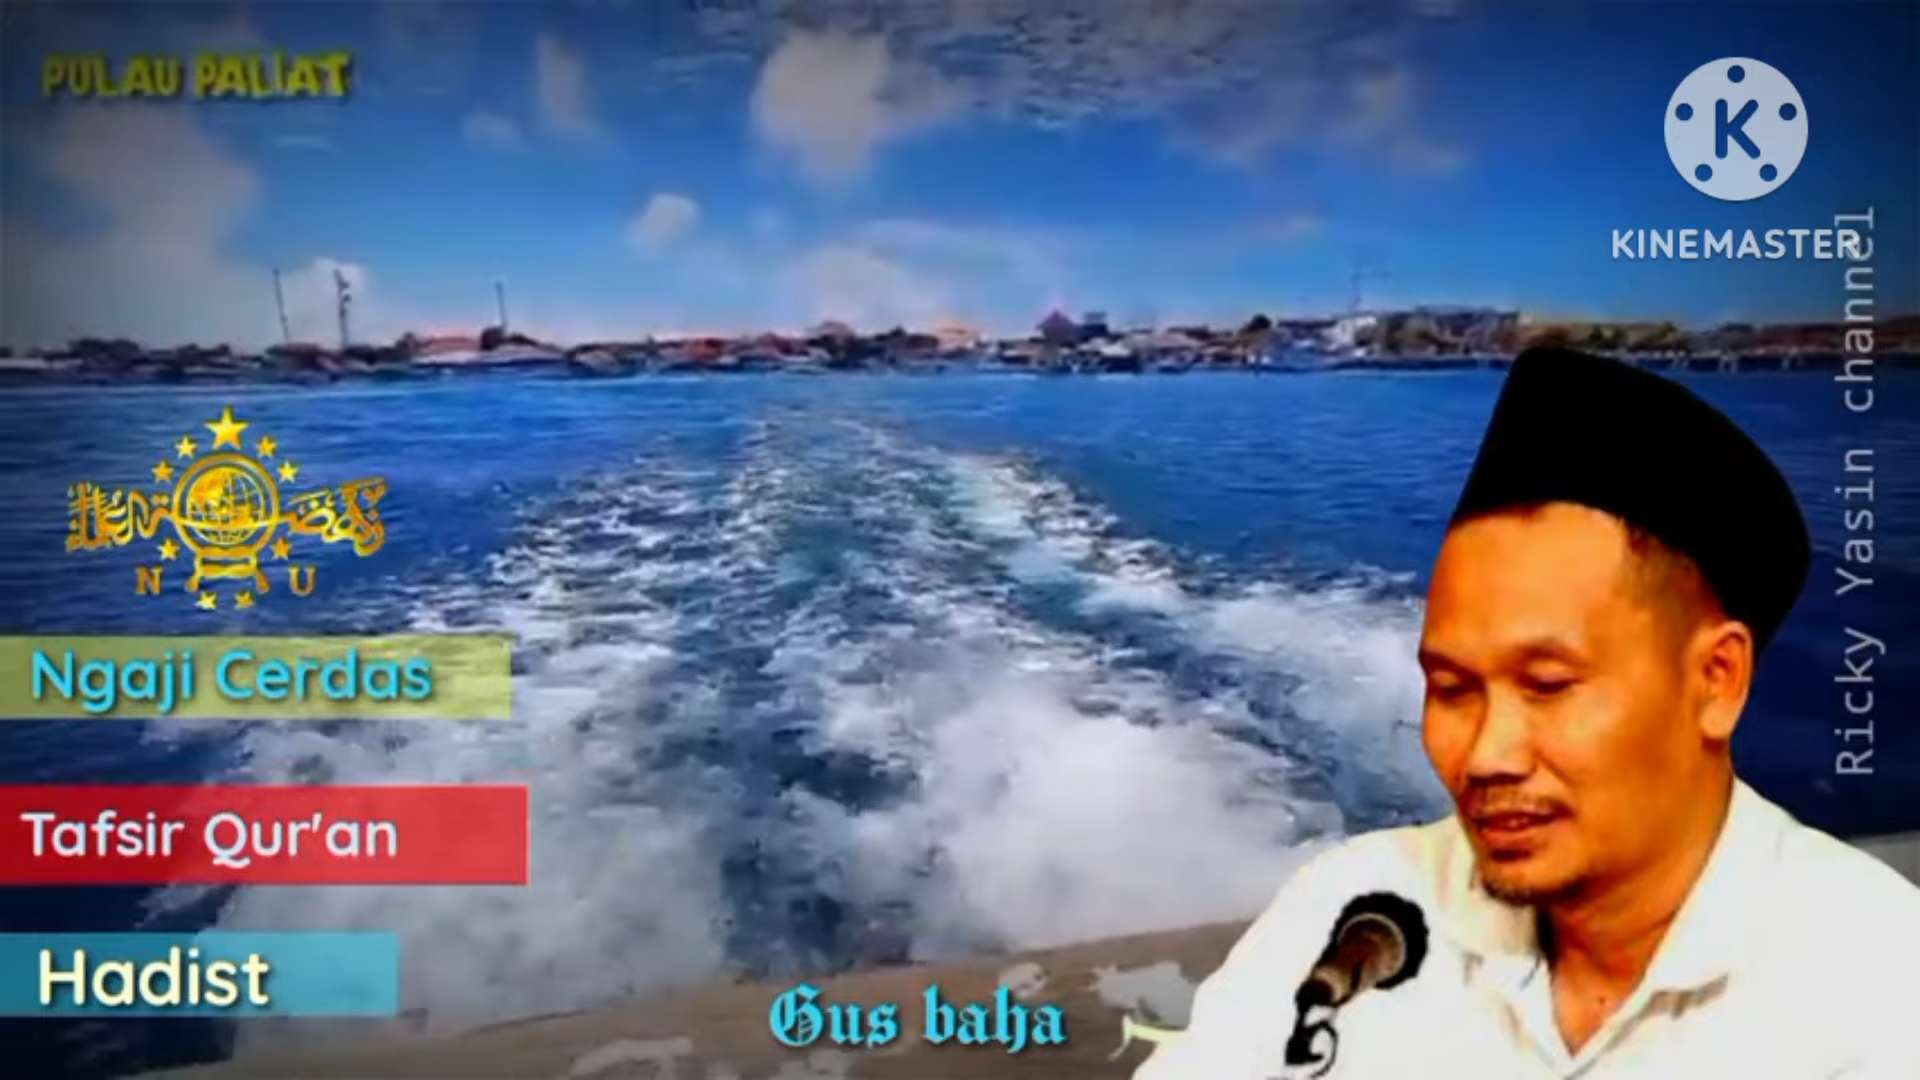 PULAU PALIAT
K
KINEMASTER
Ricky Yasin channel
N U
Ngaji Cerdas
Tafsir Qur'an
Hadist
Gus baha